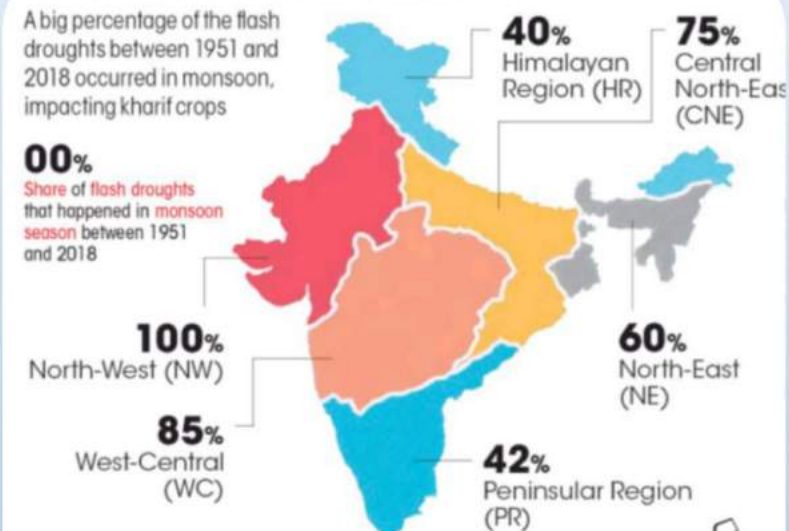 A big percentage of the flash
droughts between 1951 and
2018 occurred in monsoon,
impacting kharif crops
00%
Share of flash droughts
that happened in monsoon
season between 1951
and 2018
40%
Himalayan
Region (HR)
75%
Central
North-Eas
(CNE)
100%
North-West (NW)
85%
West-Central
(WC)
60%
North-East
(NE)
42%
Peninsular Region
(PR)